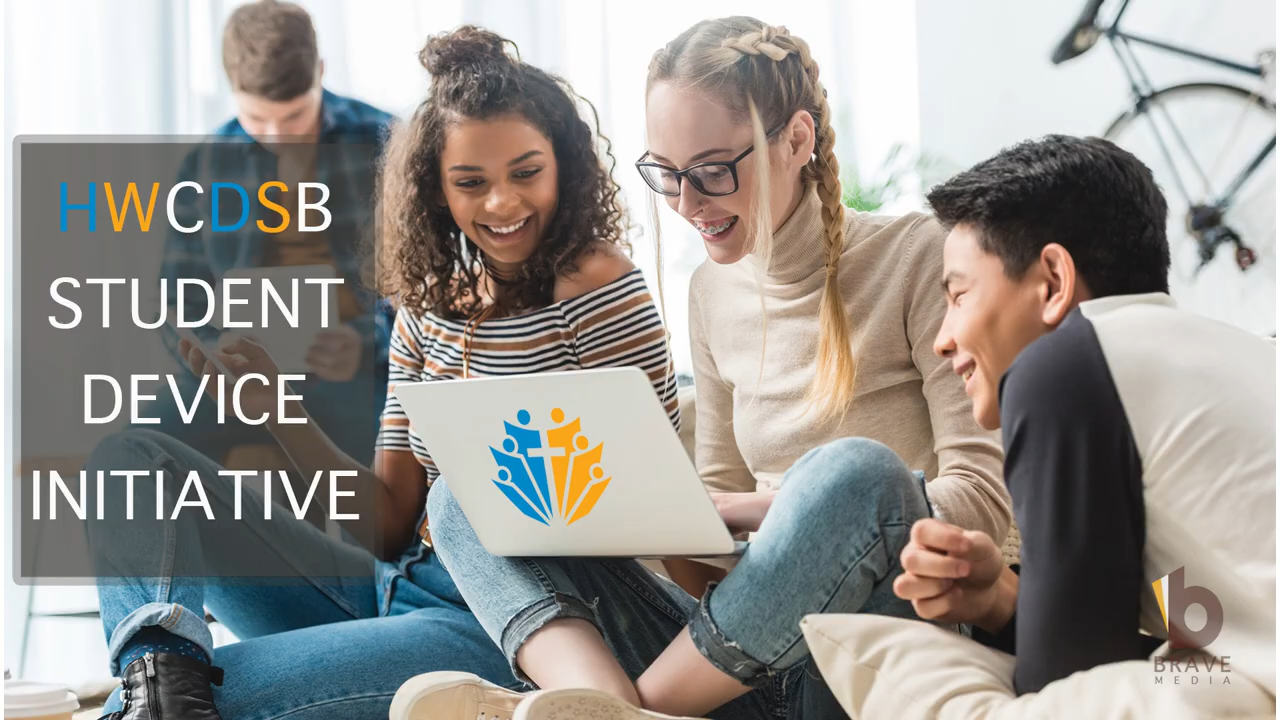 HWCDSB
STUDENT
DEVICE
INITIATIVE
b
BRAVE
MEDIA